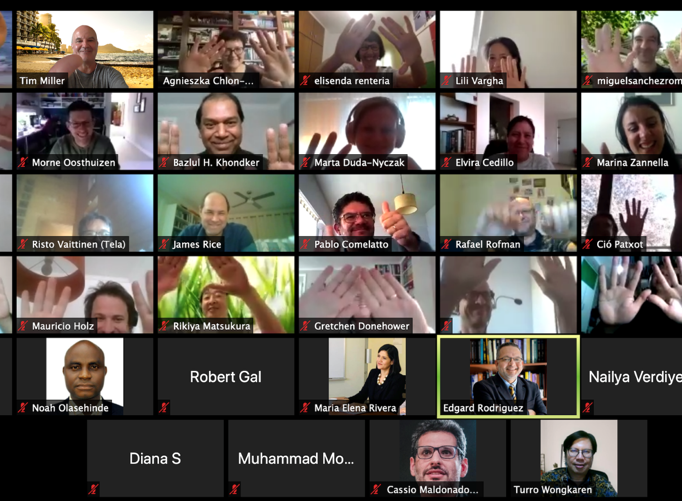 Tim Miller
Agnieszka Chlon-...
elisenda renteria
Lili Vargha
miguelsanchezrom
Morne Oosthuizen
Bazlul H. Khondker
Marta Duda-Nyczak
Elvira Cedillo
Marina Zannella
Risto Vaittinen (Tela)
James Rice
Pablo Comelatto
Rafael Rofman
Ció Patxot
Mauricio Holz
Rikiya Matsukura
Gretchen Donehower
Noah Olasehinde
Robert Gal
Maria Elena Rivera
Edgard Rodriguez
Nailya Verdiye
Diana S
Muhammad Mo...
Cassio Maldonado...
Turro Wongkaren